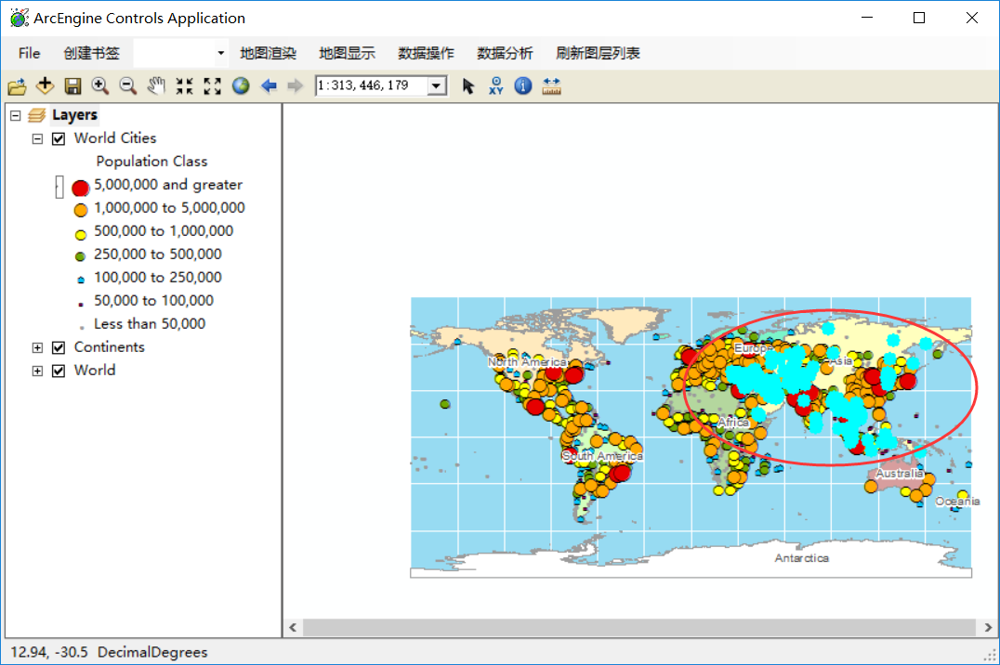 ArcEngine Controls Application
File 创建书签 地图渲染 地图显示 数据操作 数据分析 刷新图层列表
1:313,446,179 XY
Layers
World Cities
Population Class
5,000,000 and greater
1,000,000 to 5,000,000
500,000 to 1,000,000
250,000 to 500,000
100,000 to 250,000
50,000 to 100,000
Less than 50,000
Continents
World
Europe
Asia
North America
Africa
South America
Australia
Oceania
Antarctica
12.94, -30.5 DecimalDegrees